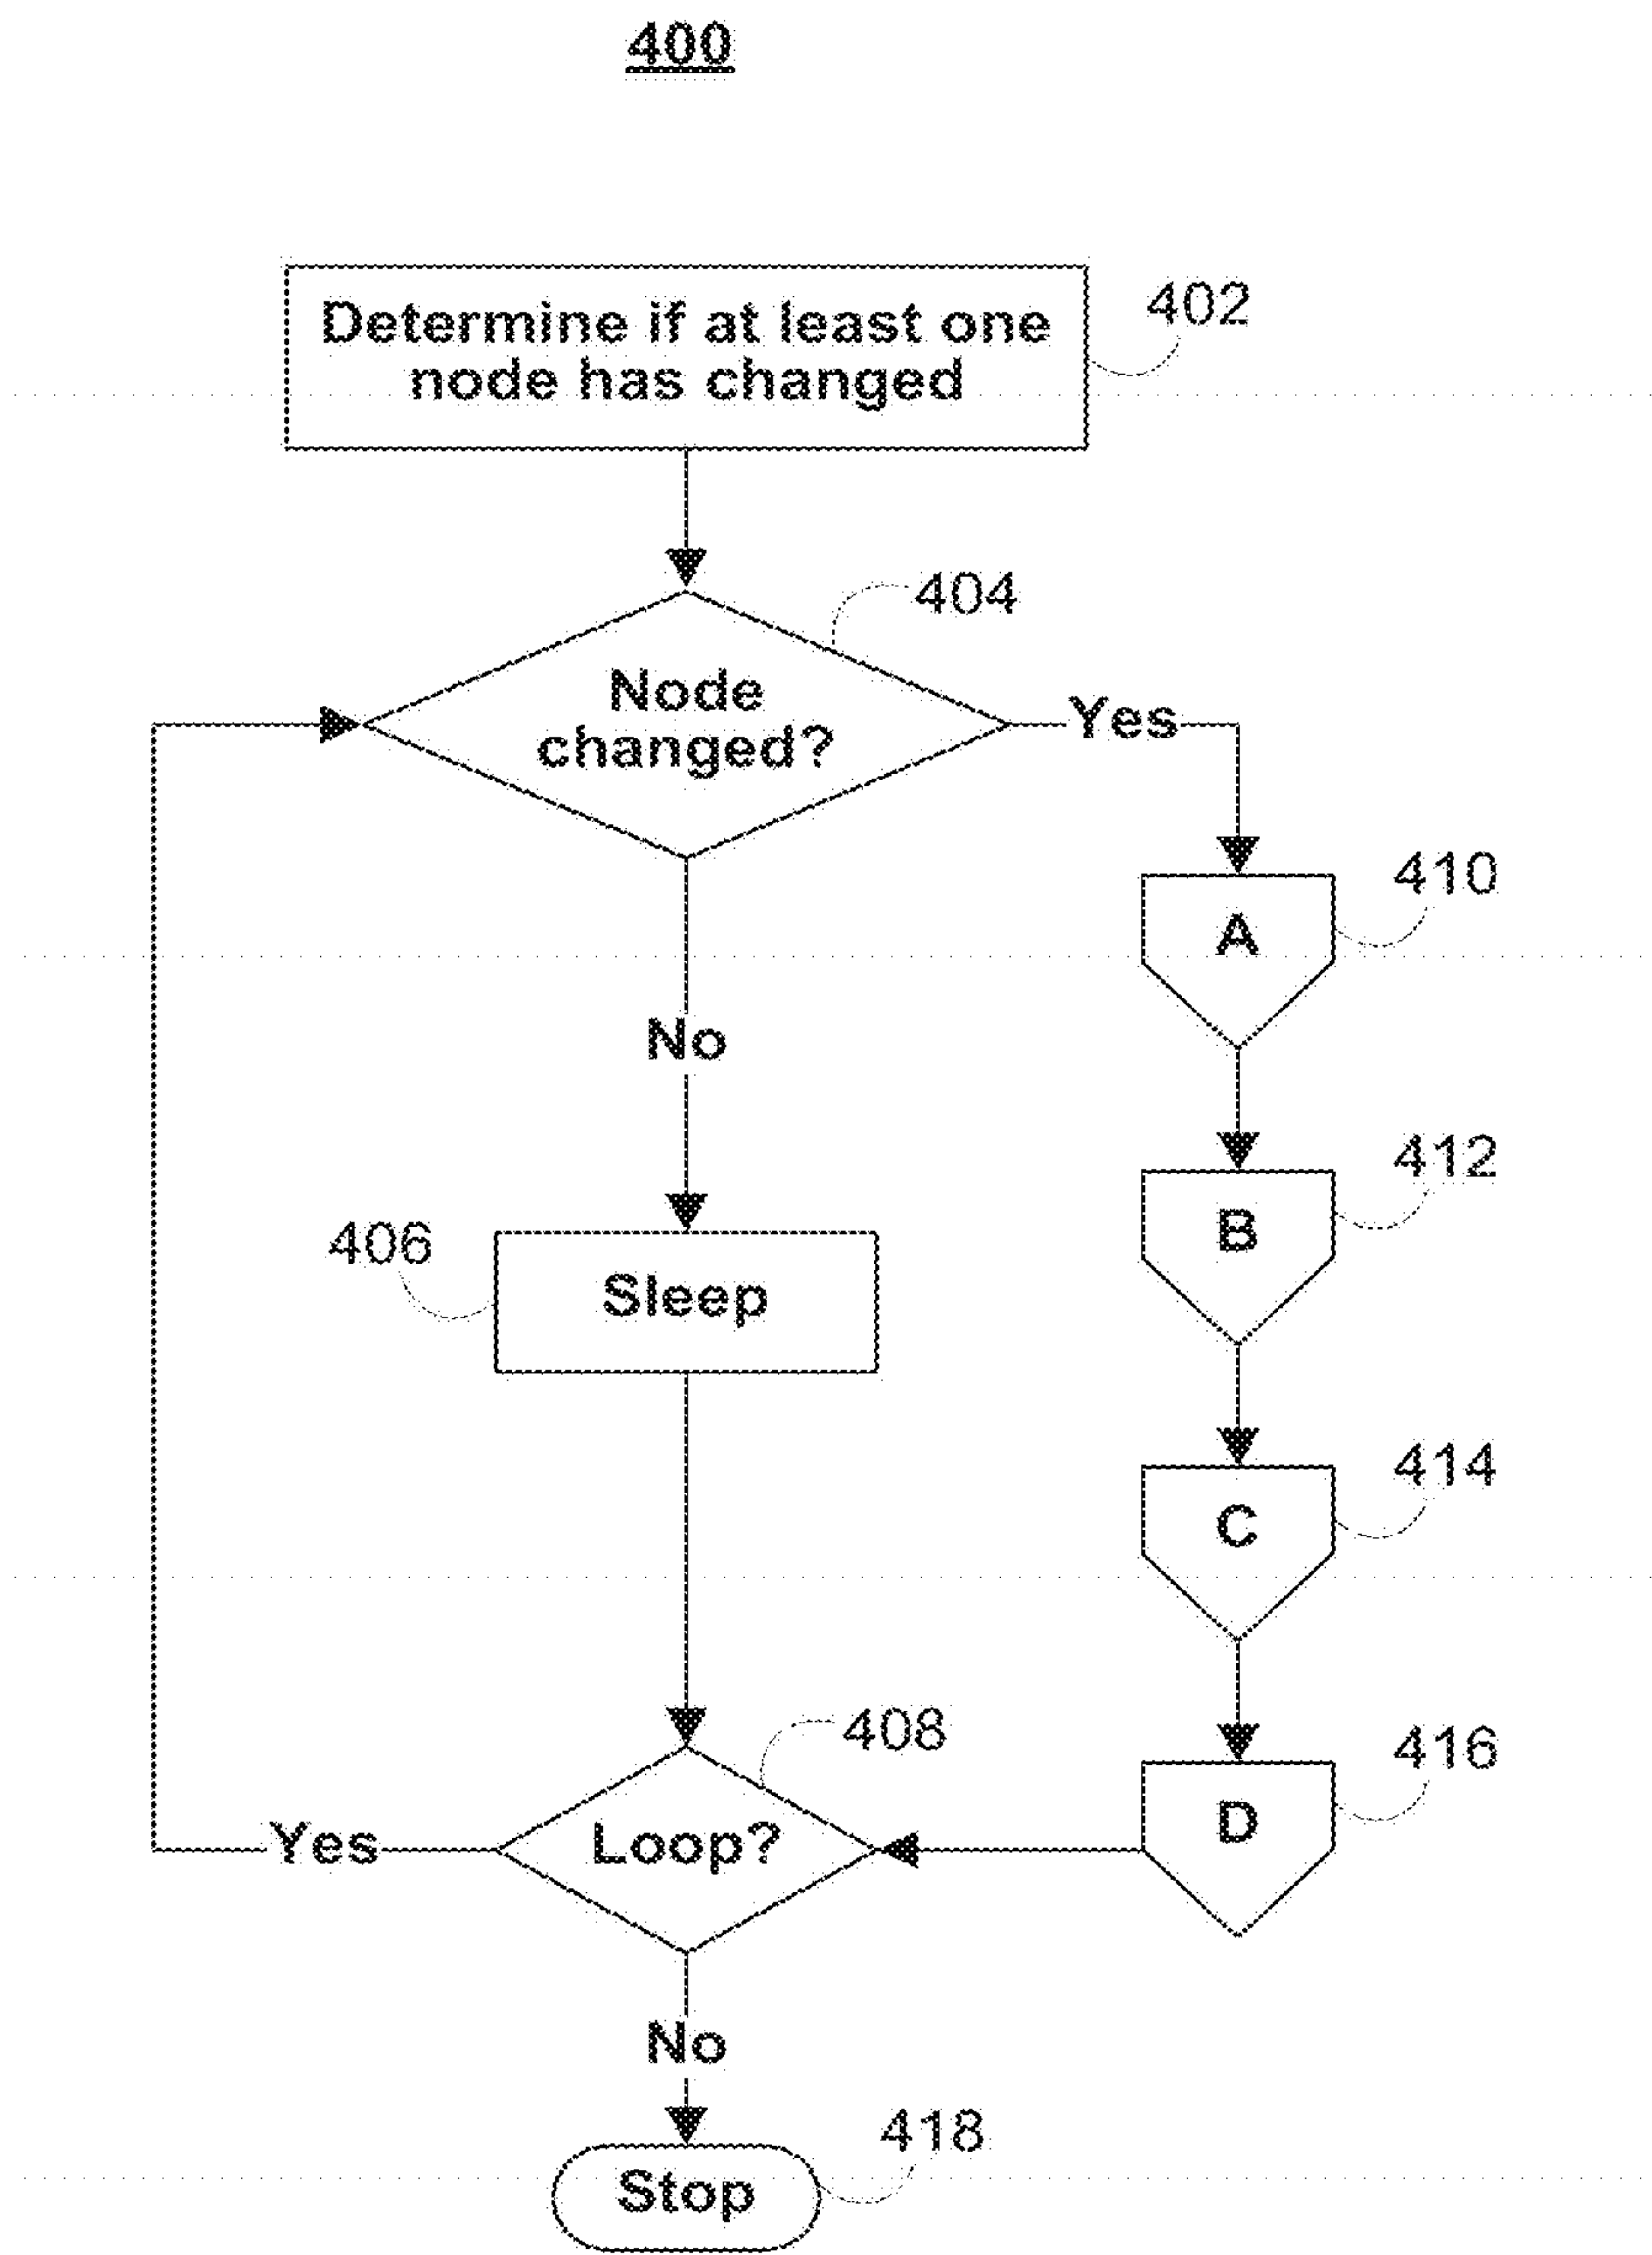 400
Determine if at least one
node has changed
402
404
Node
changed?
Yes
410
A
No
412
B
406
Sleep
414
C
408
416
Loop?
D
Yes
No
418
Stop